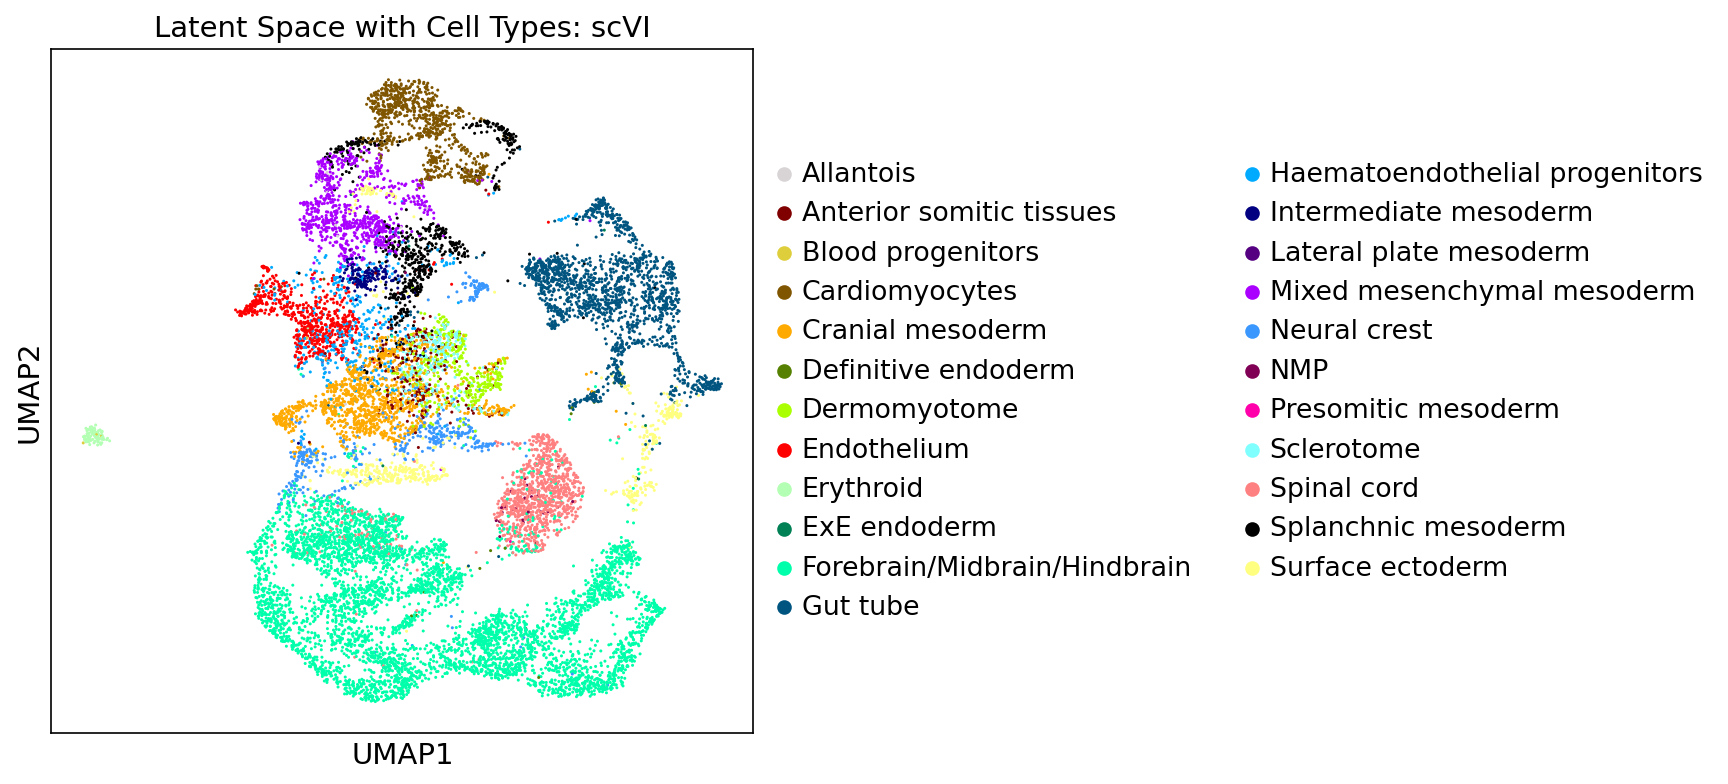 Latent Space with Cell Types: scVI
UMAP2
UMAP1
Allantois
Anterior somitic tissues
Blood progenitors
Cardiomyocytes
Cranial mesoderm
Definitive endoderm
Dermomyotome
Endothelium
Erythroid
ExE endoderm
Forebrain/Midbrain/Hindbrain
Gut tube
Haematoendothelial progenitors
Intermediate mesoderm
Lateral plate mesoderm
Mixed mesenchymal mesoderm
Neural crest
NMP
Presomitic mesoderm
Sclerotome
Spinal cord
Splanchnic mesoderm
Surface ectoderm